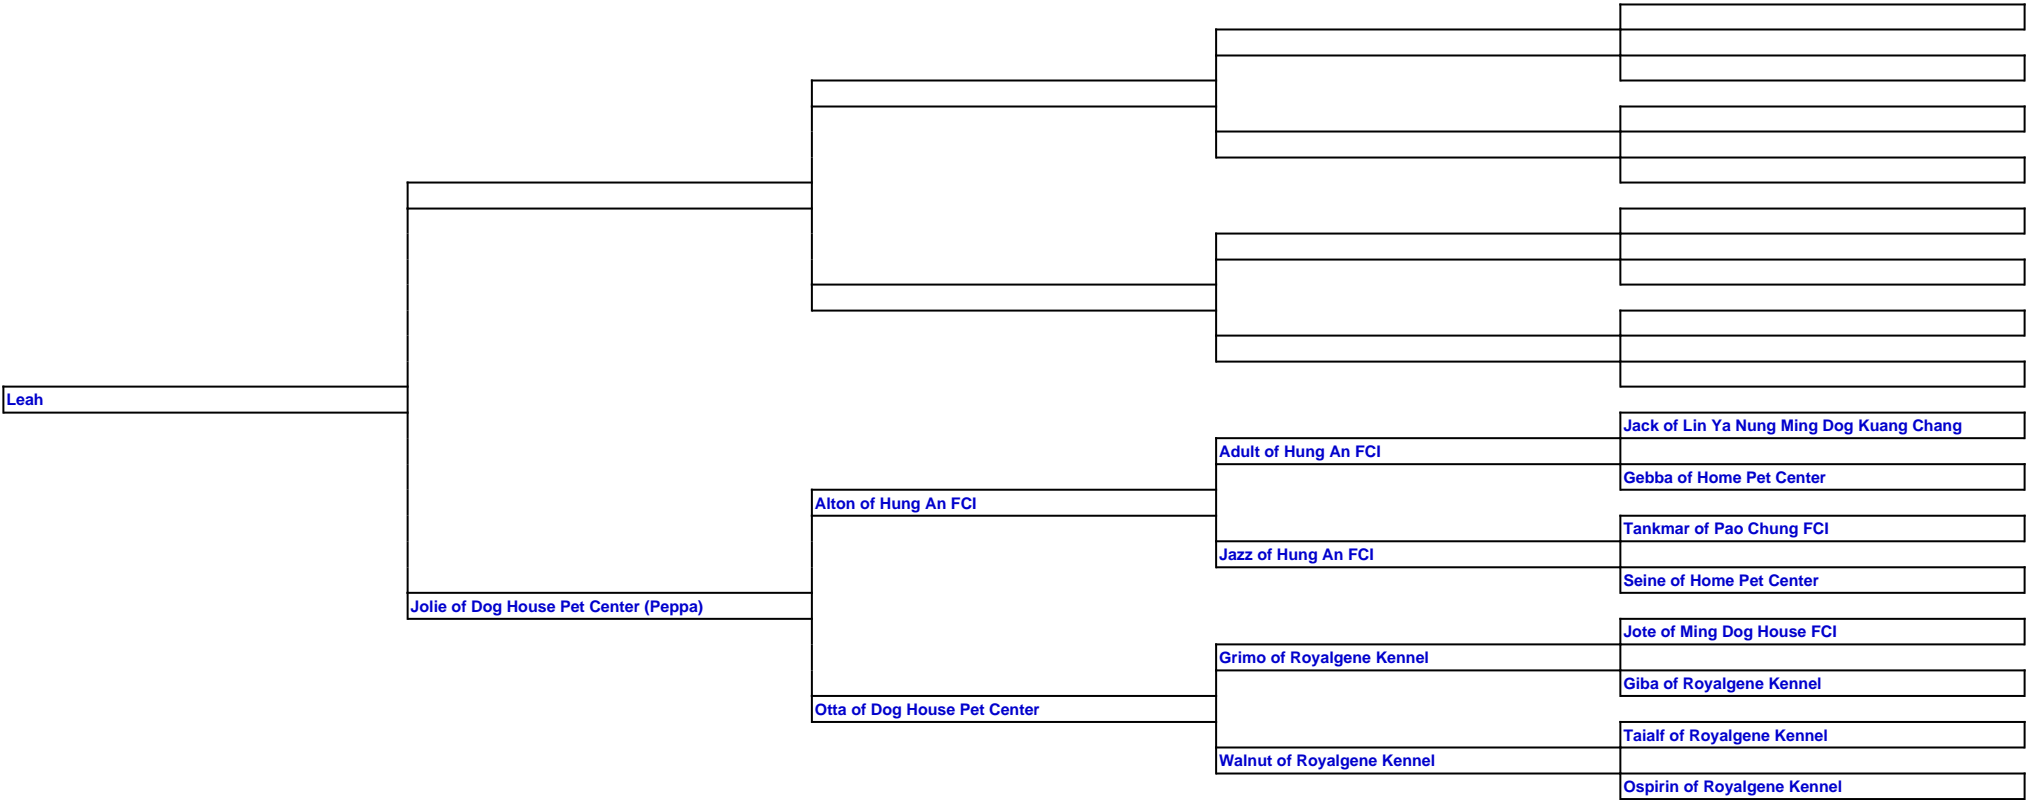 Leah
Jolie of Dog House Pet Center (Peppa)
Alton of Hung An FCI
Otta of Dog House Pet Center
Adult of Hung An FCI
Jazz of Hung An FCI
Grimo of Royalgene Kennel
Walnut of Royalgene Kennel
Jack of Lin Ya Nung Ming Dog Kuang Chang
Gebba of Home Pet Center
Tankmar of Pao Chung FCI
Seine of Home Pet Center
Jote of Ming Dog House FCI
Giba of Royalgene Kennel
Taialf of Royalgene Kennel
Ospirin of Royalgene Kennel